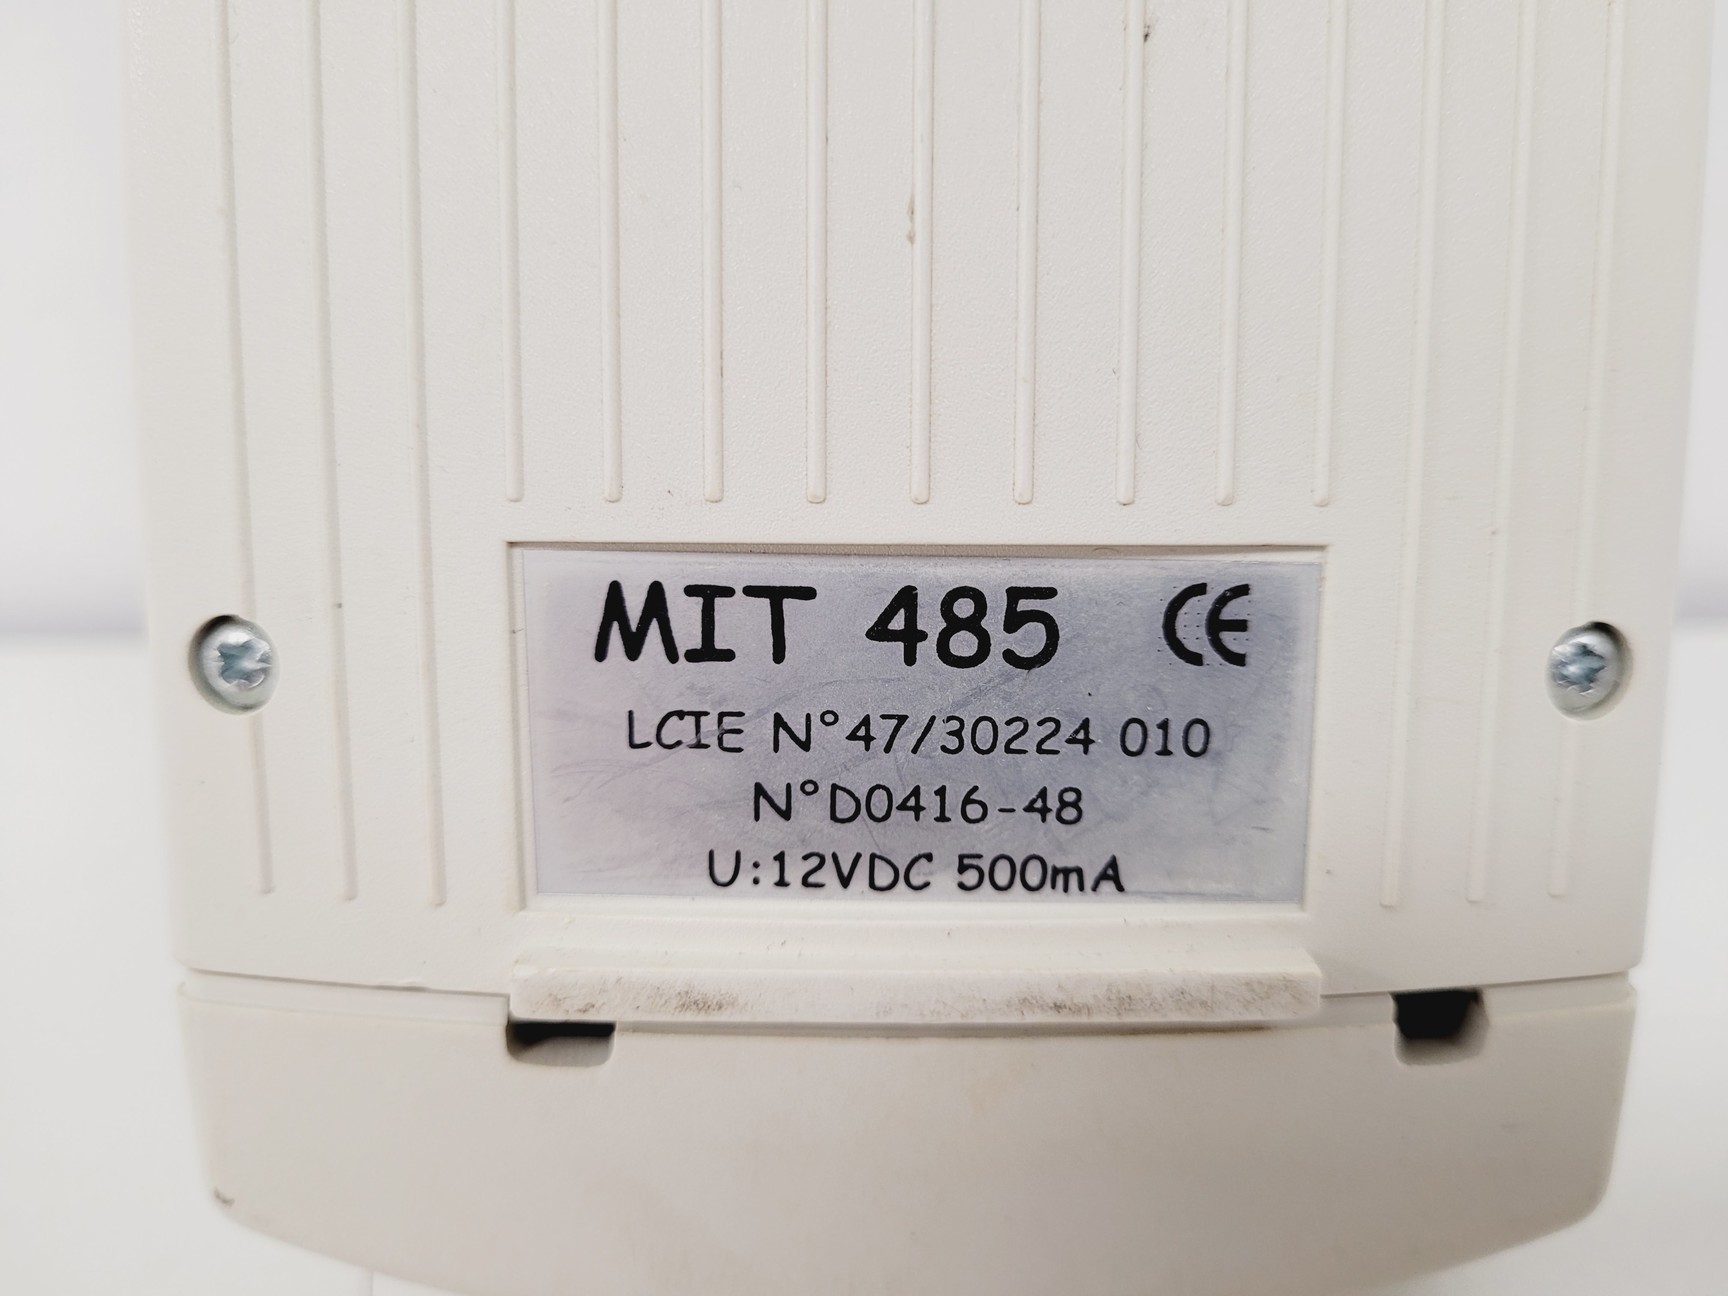 MIT 485 CE
LCIE N°47/30224 010
N°D0416-48
U:12VDC 500mA